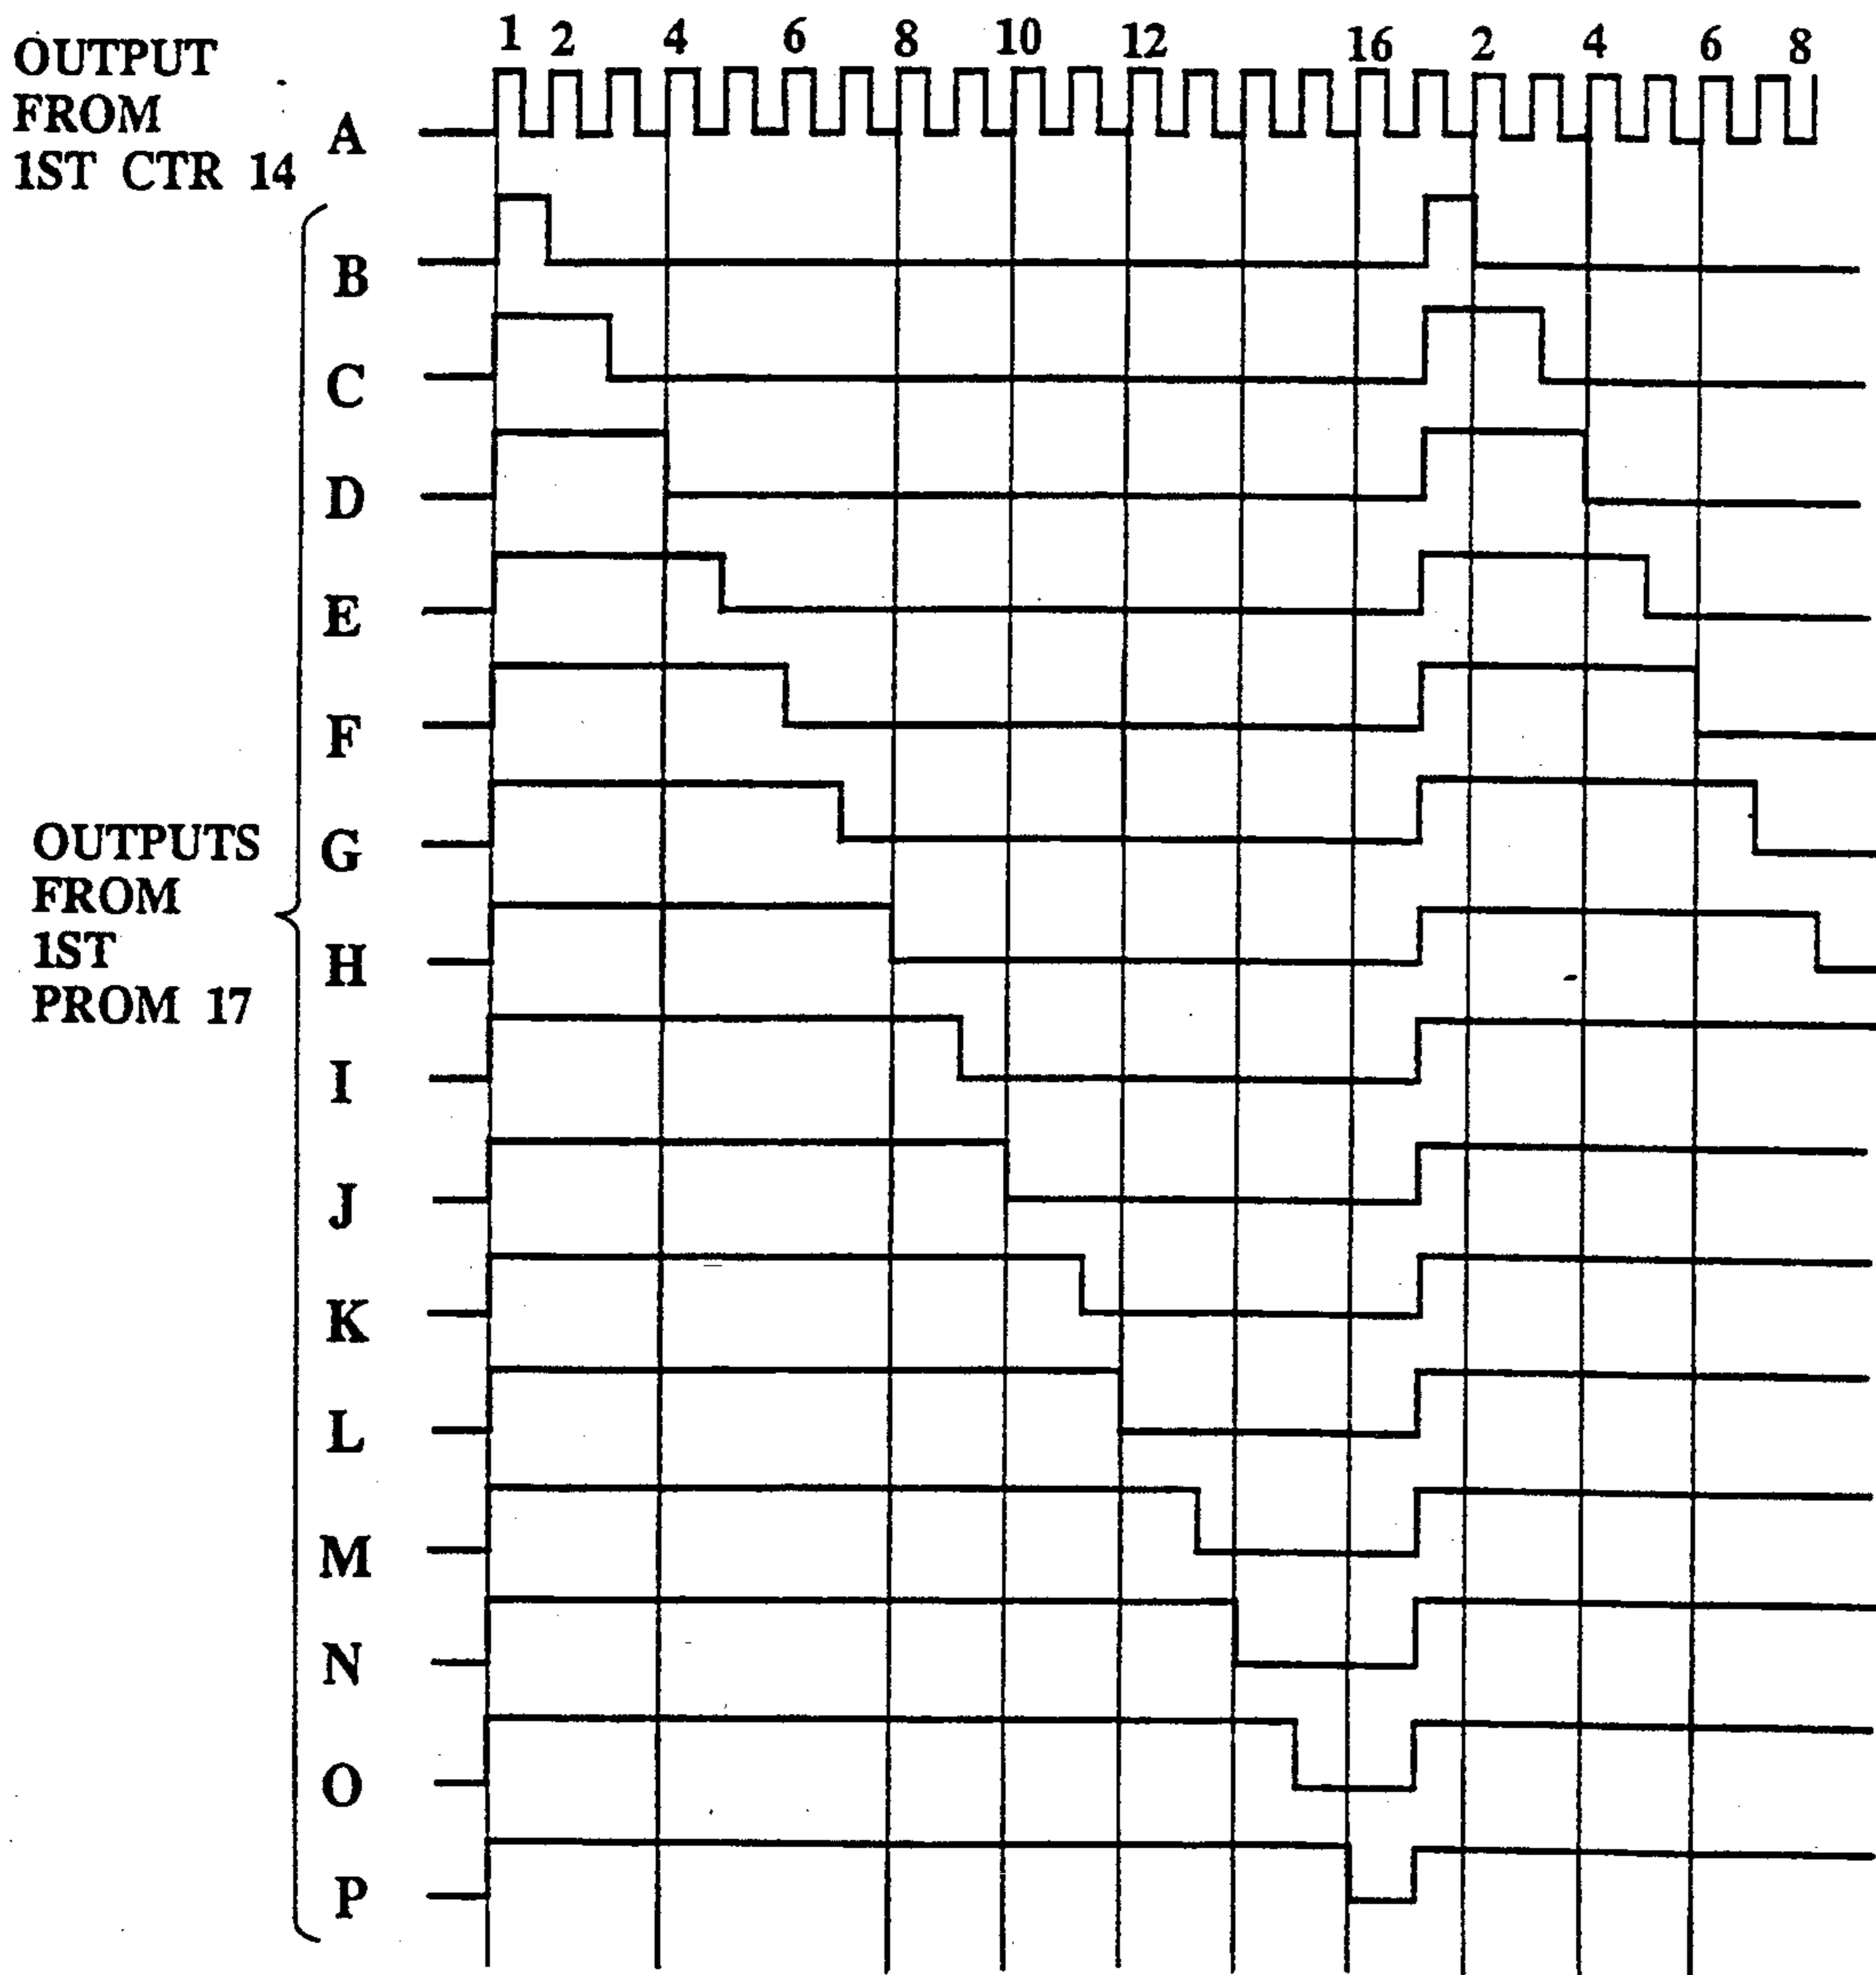 1 2 4 6 8 10 12 16 2 4 6 8
OUTPUT
FROM
1ST CTR 14
A
B
C
D
E
F
G
OUTPUTS
FROM
1ST
PROM 17
H
I
J
K
L
M
N
O
P